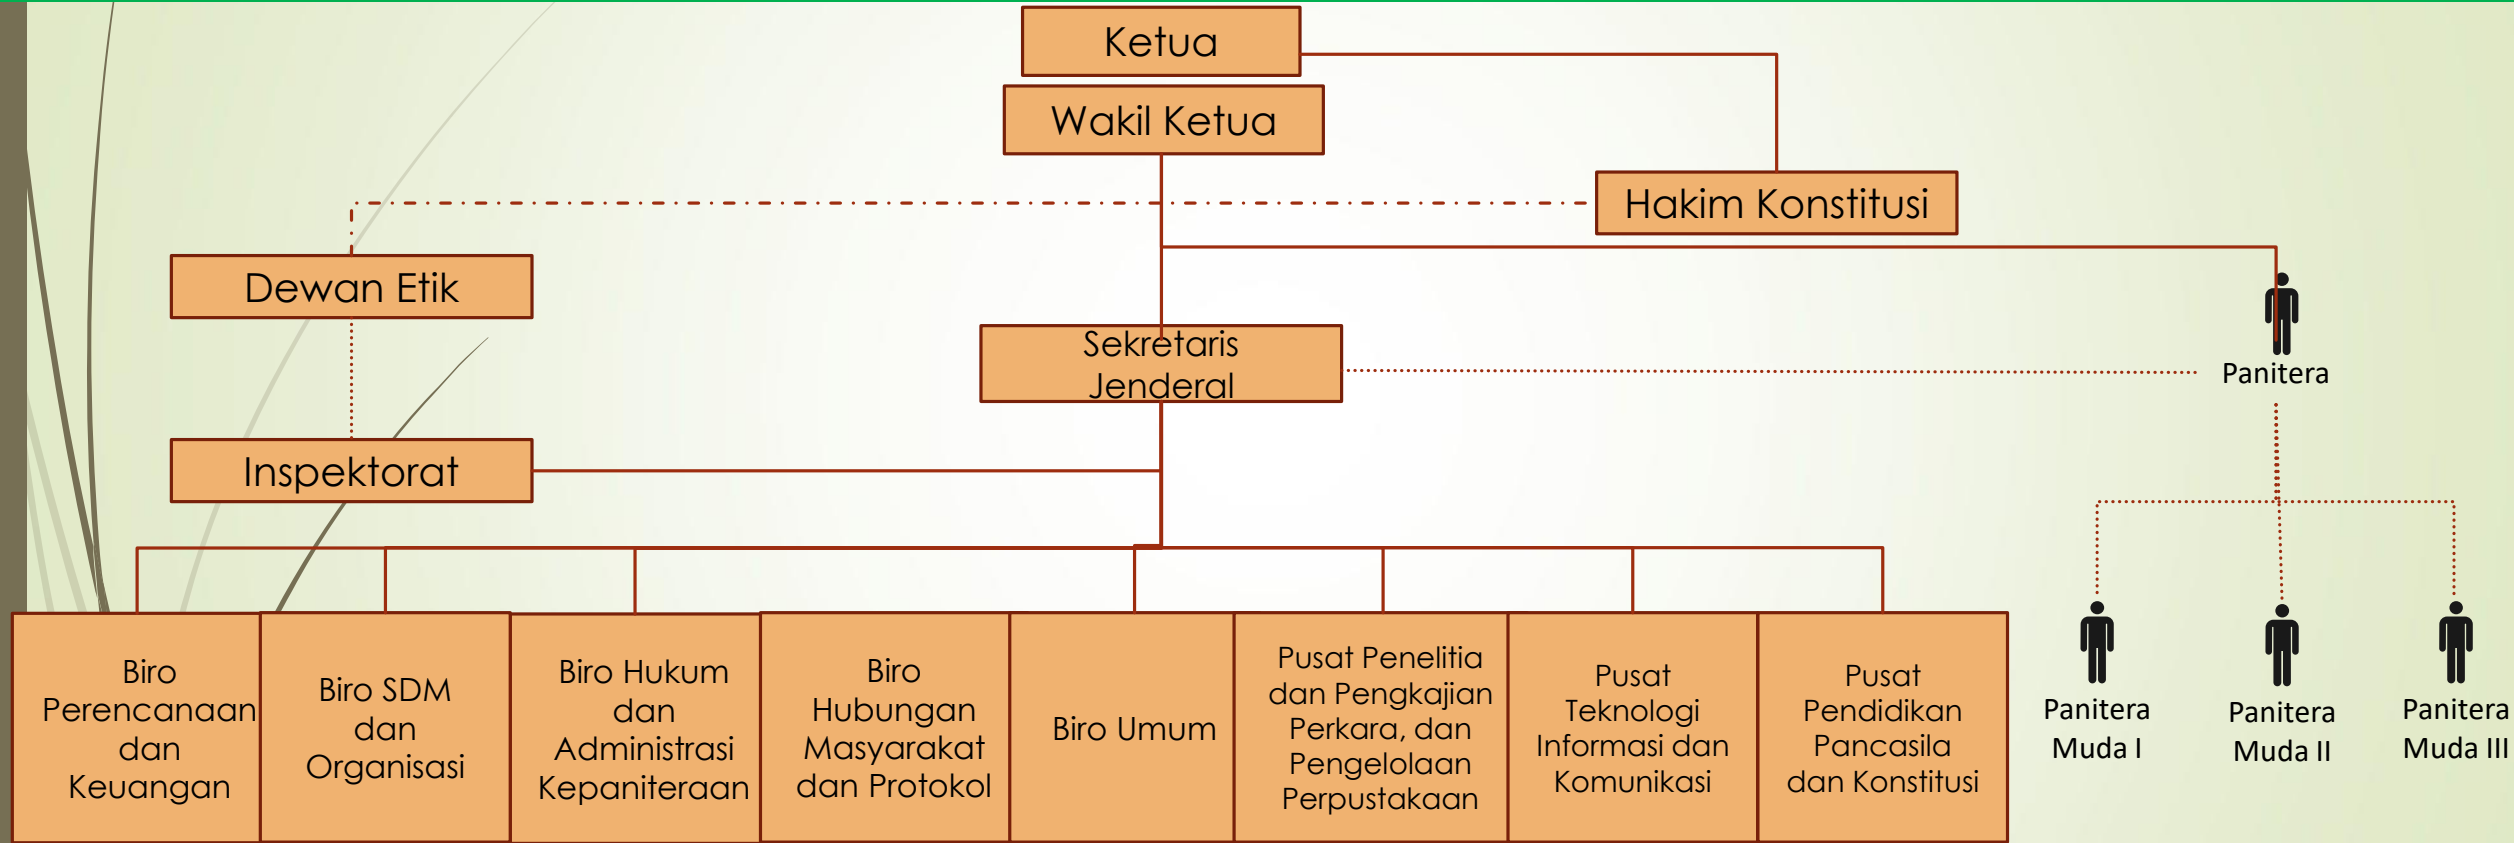 Ketua
Wakil Ketua
Hakim Konstitusi
Dewan Etik
Sekretaris
Jenderal
Panitera
Inspektorat
Biro
Perencanaan
dan
Keuangan
Biro SDM
dan
Organisasi
Biro Hukum
dan
Administrasi
Kepaniteraan
Biro
Hubungan
Masyarakat
dan Protokol
Biro Umum
Pusat Penelitia
dan Pengkajian
Perkara, dan
Pengelolaan
Perpustakaan
Pusat
Teknologi
Informasi dan
Komunikasi
Pusat
Pendidikan
Pancasila
dan Konstitusi
Panitera
Muda I
Panitera
Muda II
Panitera
Muda III